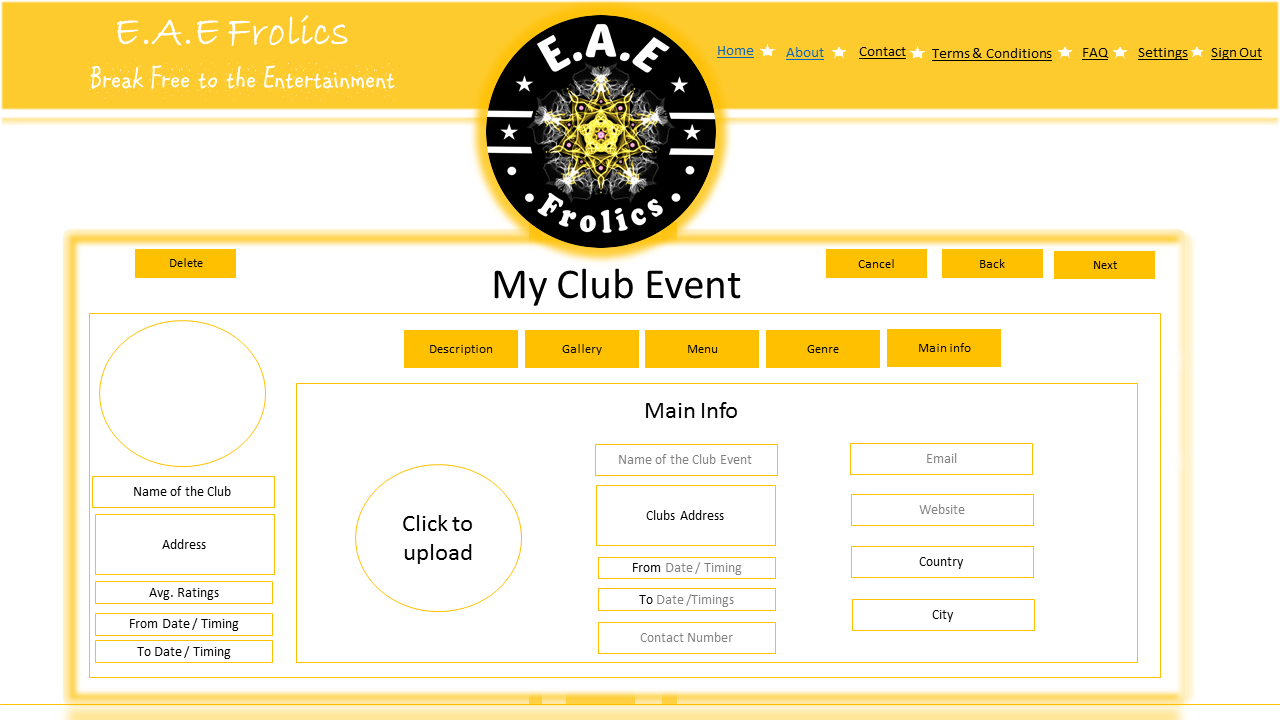 E.A.E Frolics
Break Free to the Entertainment
E.A.E
Frolics
Home
About
Contact
Terms & Conditions
FAQ
Settings
Sign Out
Delete
My Club Event
Cancel
Back
Next
Description
Gallery
Menu
Genre
Main info
Name of the Club
Address
Avg. Ratings
From Date / Timing
To Date / Timing
Main Info
Click to
upload
Name of the Club Event
Clubs Address
From Date / Timing
To Date /Timings
Contact Number
Email
Website
Country
City